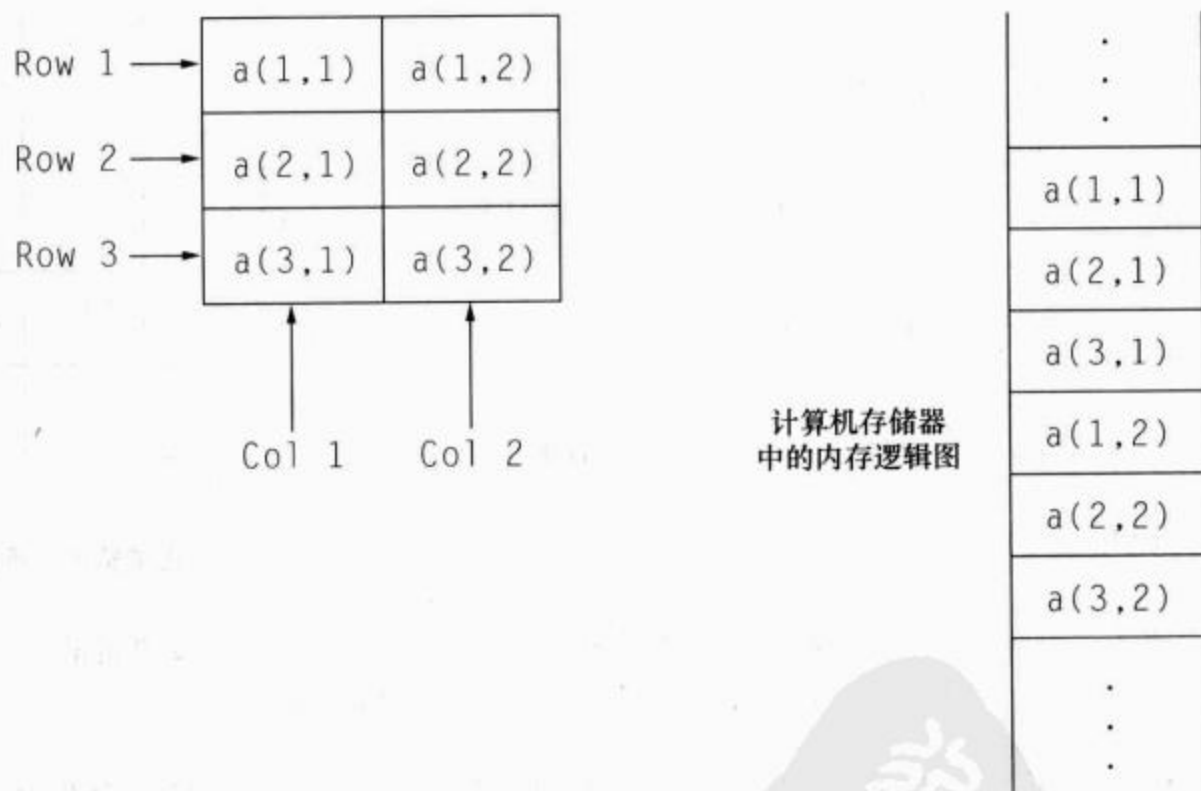 Row 1
a(1,1) a(1,2)
Row 2
a(2,1) a(2,2)
Row 3
a(3,1) a(3,2)
Col 1 Col 2
计算机存储器
中的内存逻辑图
.
.
.
a(1,1)
a(2,1)
a(3,1)
a(1,2)
a(2,2)
a(3,2)
.
.
.